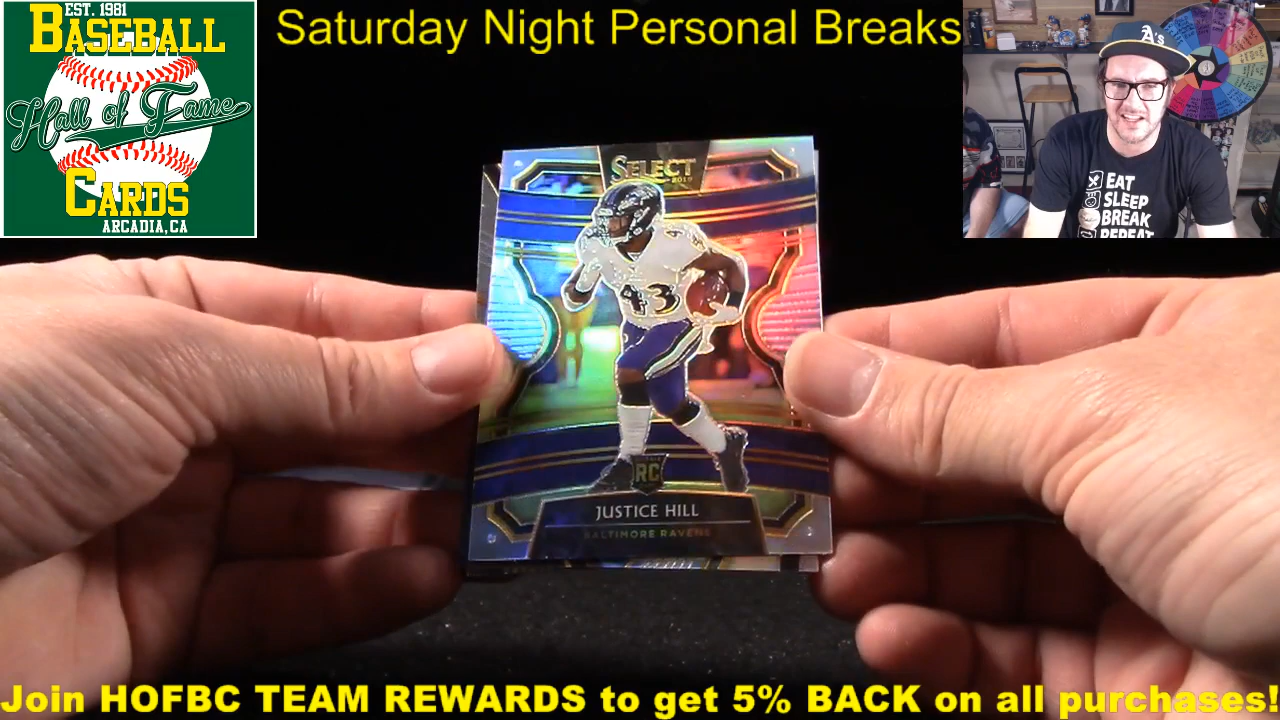 EST. 1981
BASEBALL
Hall of Fame
CARDS
ARCADIA, CA
Saturday Night Personal Breaks
A's
EAT
SLEEP
BREAK
REPEAT
SELECT
2019
43
RC
JUSTICE HILL
BALTIMORE RAVENS
Join HOFBC TEAM REWARDS to get 5% BACK on all purchases!